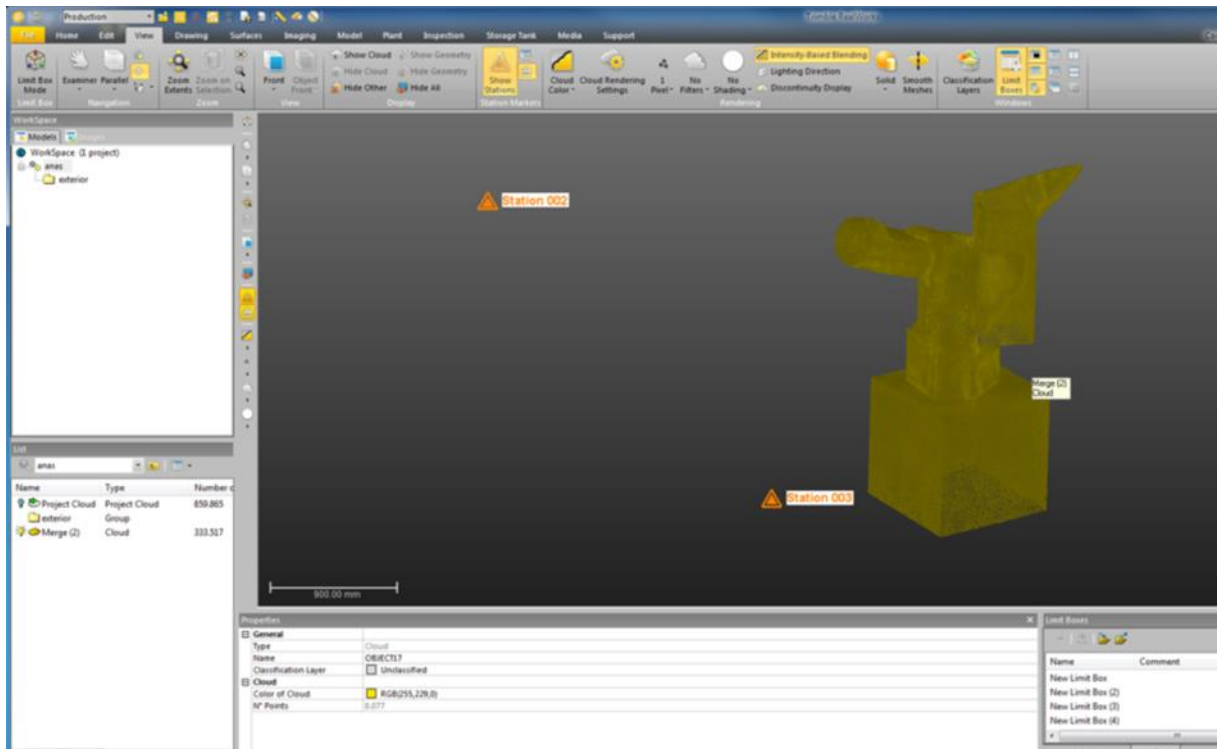 Production
Trimble RealWorks
File Home Edit View Drawing Surfaces Imaging Model Plant Inspection Storage Tank Media Support
Limit Box Mode
Limit Box
Examiner Parallel
Navigation
Zoom Extents
Zoom on Selection
Zoom
Front
Object Front
View
Show Cloud Show Geometry
Hide Cloud Hide Geometry
Hide Other Hide All
Display
Show Stations
Station Markers
Cloud Color
Cloud Rendering Settings
1 Pixel
No Filters
No Shading
Intensity-Based Blending
Lighting Direction
Discontinuity Display
Rendering
Solid
Smooth Meshes
Classification Layers
Limit Boxes
Windows
WorkSpace
Models Images
WorkSpace (1 project)
anas
exterior
Station 002
Merge (2)
Cloud
Station 003
900.00 mm
List
anas
Name Type Number
Project Cloud Project Cloud 659.865
exterior Group
Merge (2) Cloud 333.517
Properties
General
Type Cloud
Name OBJECT17
Classification Layer Unclassified
Cloud
Color of Cloud RGB(255,229,0)
N° Points 8.077
Limit Boxes
Name Comment
New Limit Box
New Limit Box (2)
New Limit Box (3)
New Limit Box (4)